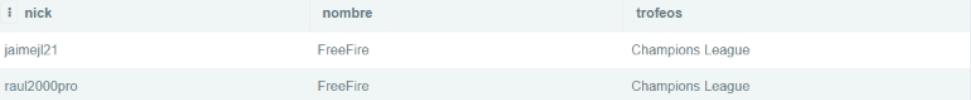 nick nombre trofeos
jaimejl21 FreeFire Champions League
raul2000pro FreeFire Champions League